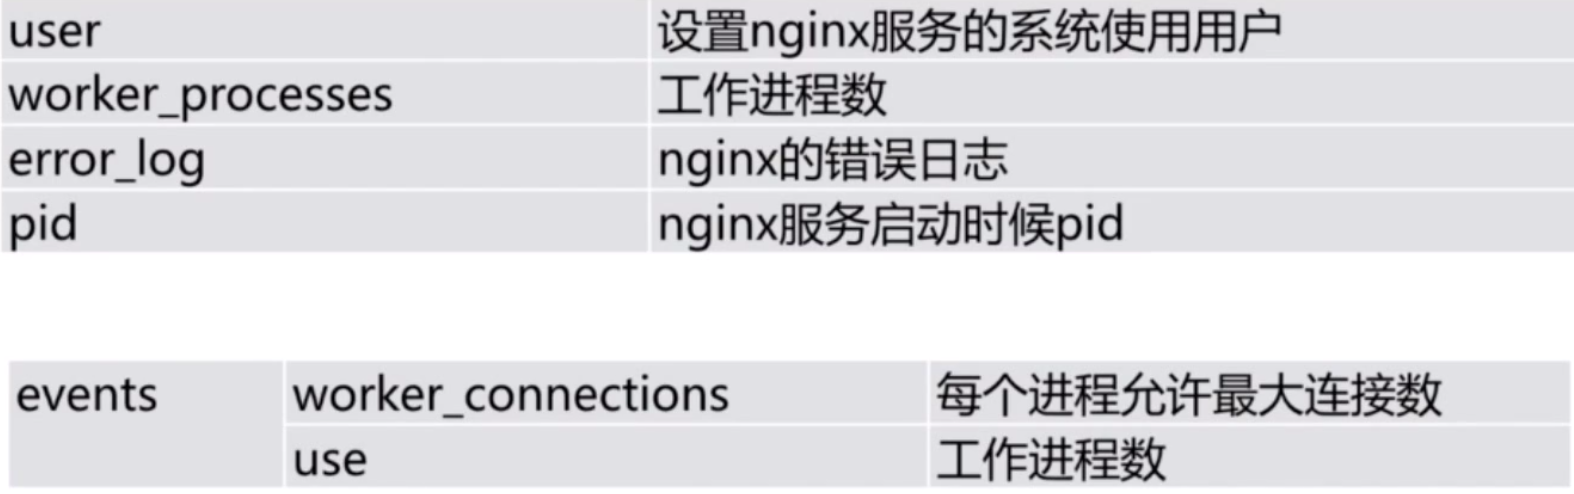 user 设置nginx服务的系统使用用户
worker_processes 工作进程数
error_log nginx的错误日志
pid nginx服务启动时候pid
events worker_connections 每个进程允许最大连接数
use 工作进程数